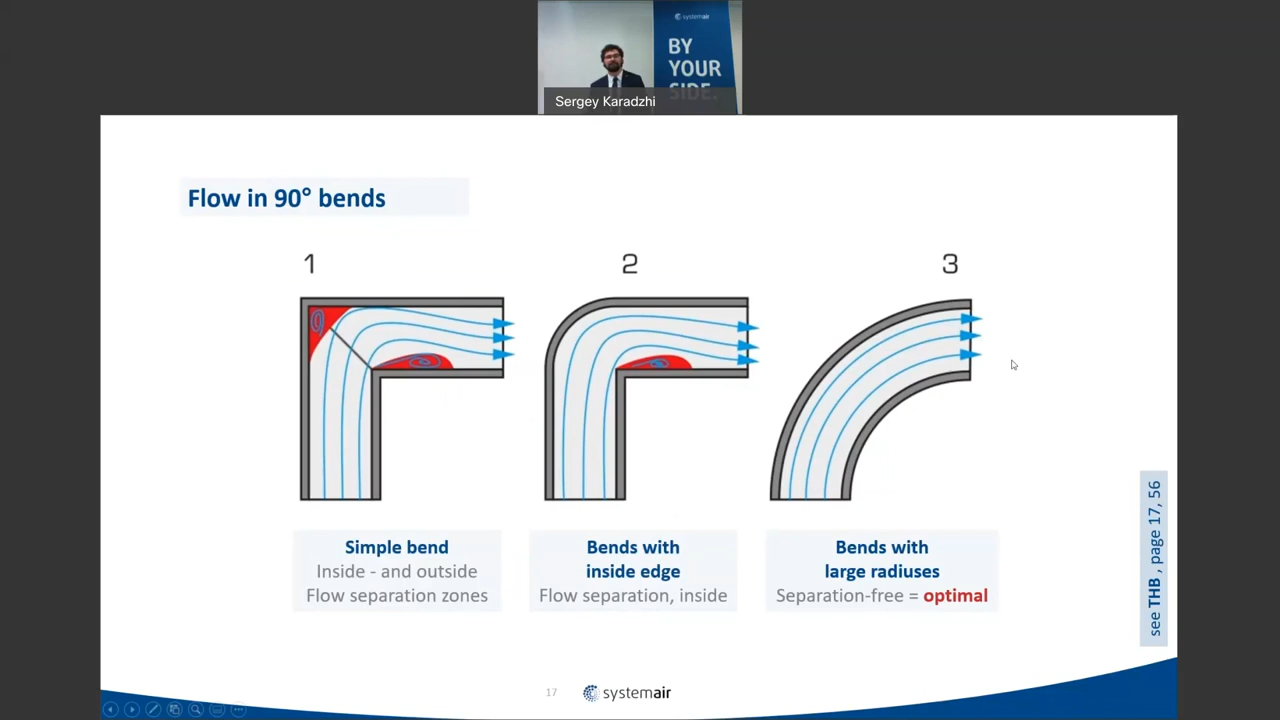 systemair
BY
YOUR
SIDE.
Sergey Karadzhi
Flow in 90° bends
1
2
3
Simple bend
Inside - and outside
Flow separation zones
Bends with
inside edge
Flow separation, inside
Bends with
large radiuses
Separation-free = optimal
see THB , page 17, 56
17
systemair